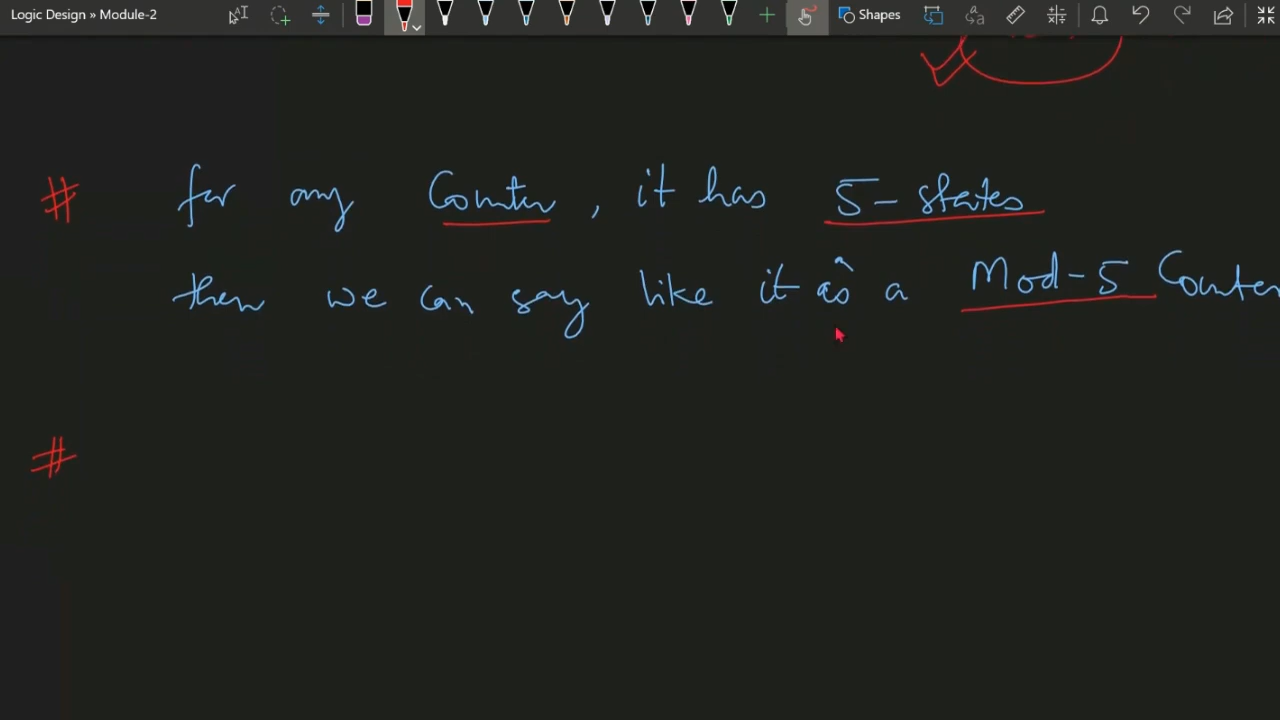 Logic Design » Module-2
Shapes
# for any Counter, it has 5-states
then we can say like it as a Mod-5 Counter
#